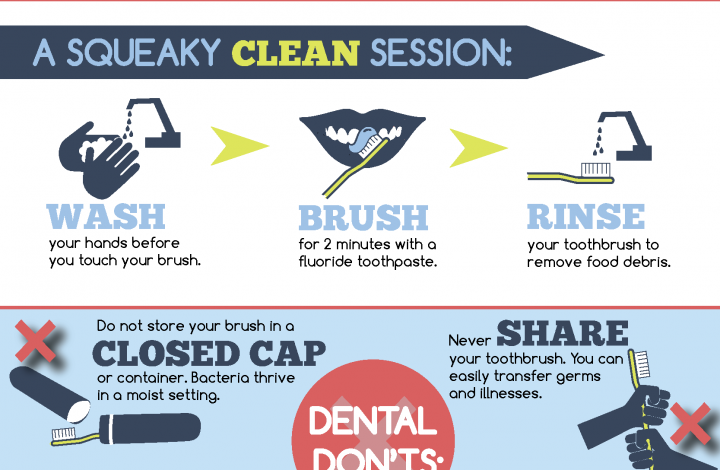 A SQUEAKY CLEAN SESSION:
WASH
your hands before
you touch your brush.
BRUSH
for 2 minutes with a
fluoride toothpaste.
RINSE
your toothbrush to
remove food debris.
Do not store your brush in a
CLOSED CAP
or container. Bacteria thrive
in a moist setting.
Never SHARE
your toothbrush. You can
easily transfer germs
and illnesses.
DENTAL
DON'TS: